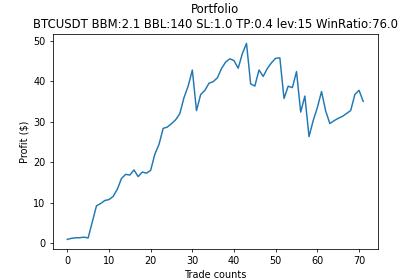 Portfolio
BTCUSDT BBM:2.1 BBL:140 SL:1.0 TP:0.4 lev:15 WinRatio:76.0
50
40
30
20
10
0
Profit ($)
0 10 20 30 40 50 60 70
Trade counts